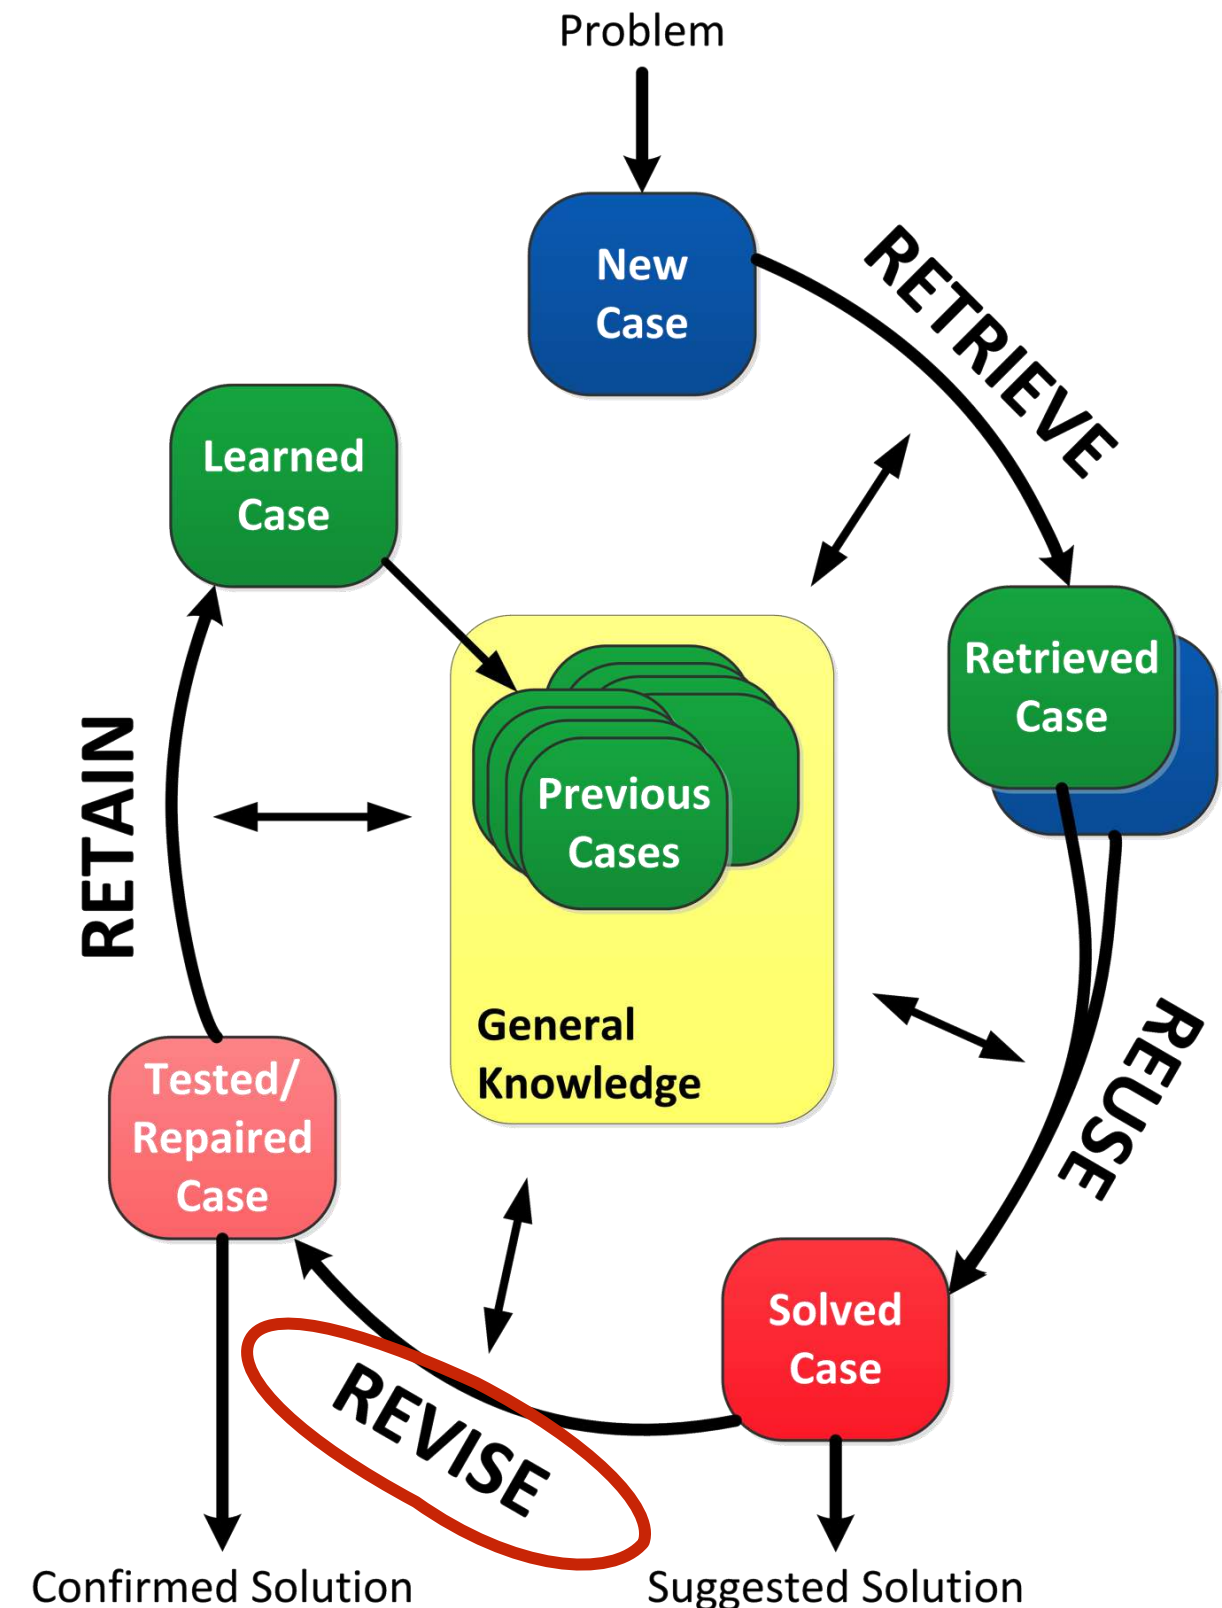 Problem
New
Case
RETRIEVE
Learned
Case
Retrieved
Case
Previous
Cases
RETAIN
General
Knowledge
REUSE
Tested/
Repaired
Case
Solved
Case
REVISE
Confirmed Solution
Suggested Solution